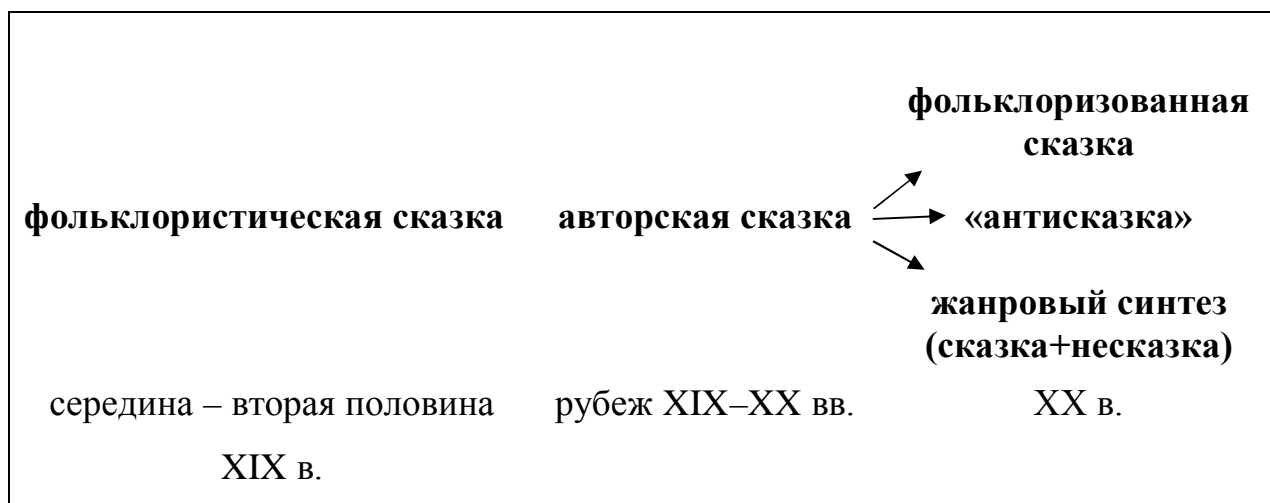 фольклоризованная
сказка
фольклористическая сказка авторская сказка «антисказка»
жанровый синтез
(сказка+несказка)
середина – вторая половина рубеж XIX–XX вв. XX в.
XIX в.